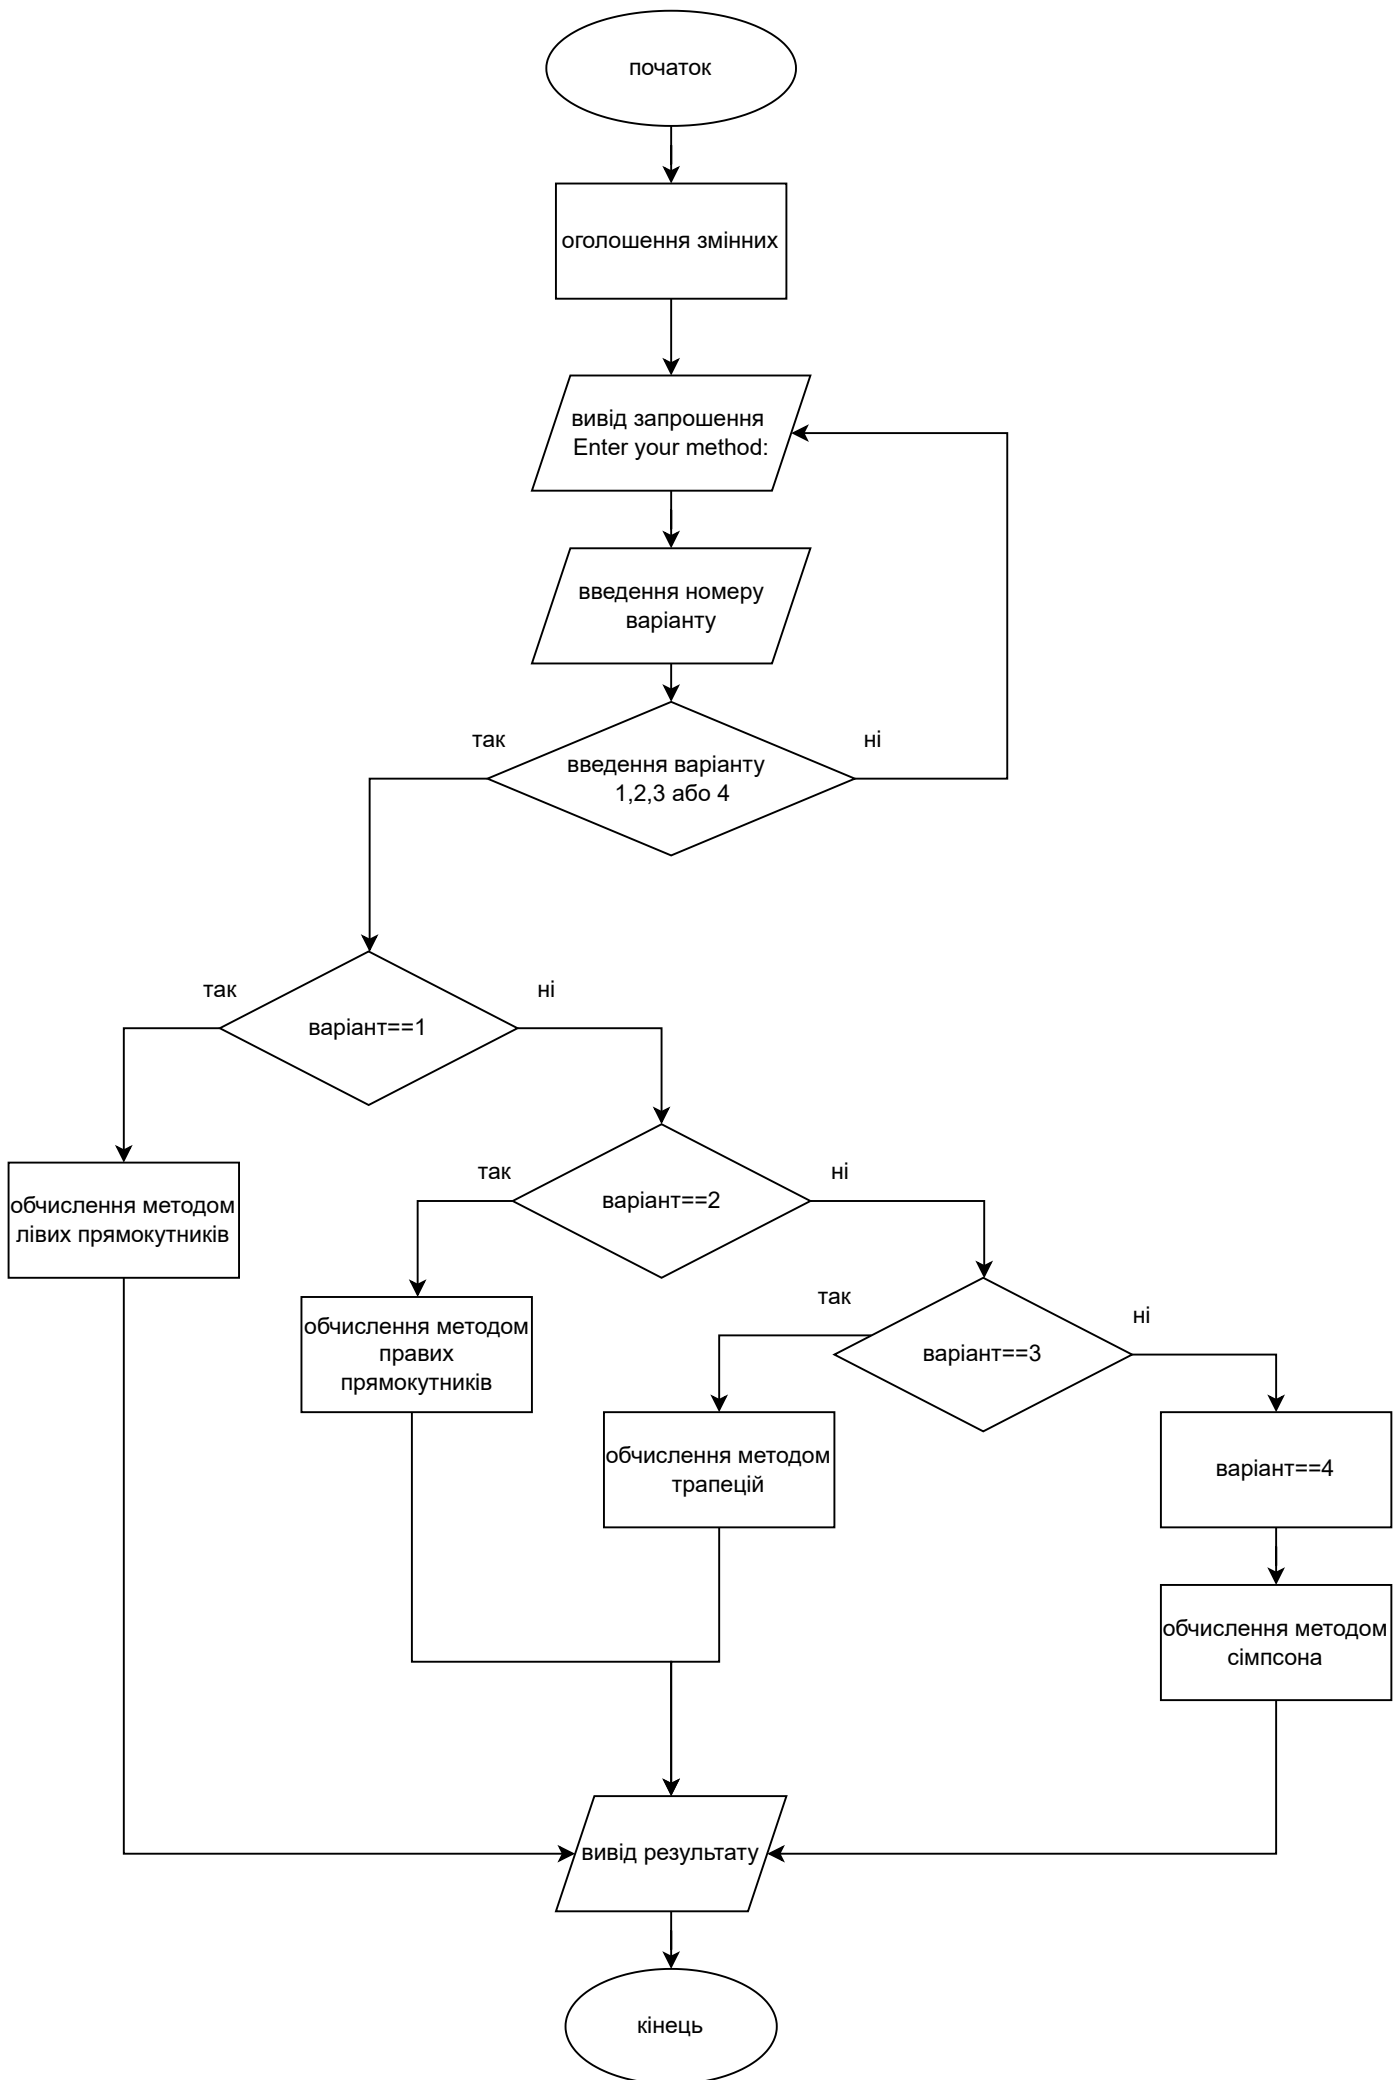 початок
оголошення змінних
вивід запрошення
Enter your method:
введення номеру
варіанту
так
ні
введення варіанту
1,2,3 або 4
так
ні
варіант==1
так
ні
варіант==2
обчислення методом
лівих прямокутників
так
ні
варіант==3
обчислення методом
правих
прямокутників
обчислення методом
трапецій
варіант==4
обчислення методом
сімпсона
вивід результату
кінець